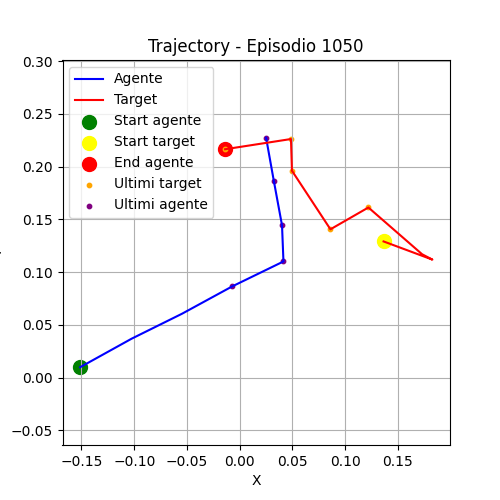 Trajectory - Episodio 1050
Agente
Target
Start agente
Start target
End agente
Ultimi target
Ultimi agente
0.30
0.25
0.20
0.15
0.10
0.05
0.00
−0.05
−0.15
−0.10
−0.05
0.00
0.05
0.10
0.15
X